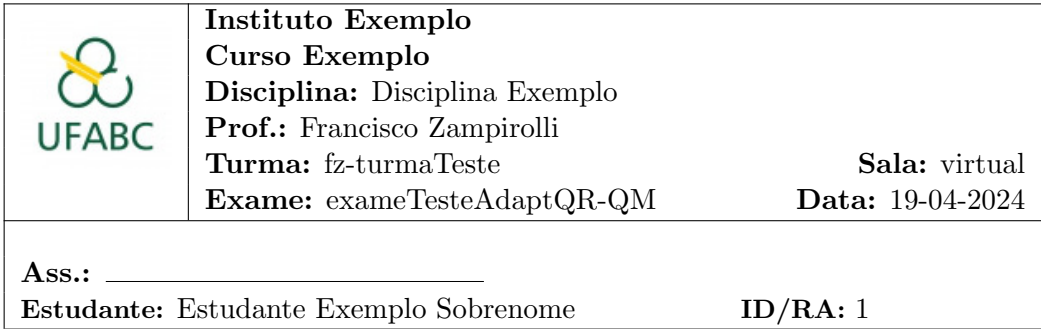 UFABC
Instituto Exemplo
Curso Exemplo
Disciplina: Disciplina Exemplo
Prof.: Francisco Zampirolli
Turma: fz-turmaTeste Sala: virtual
Exame: exameTesteAdaptQR-QM Data: 19-04-2024
Ass.:
Estudante: Estudante Exemplo Sobrenome ID/RA: 1